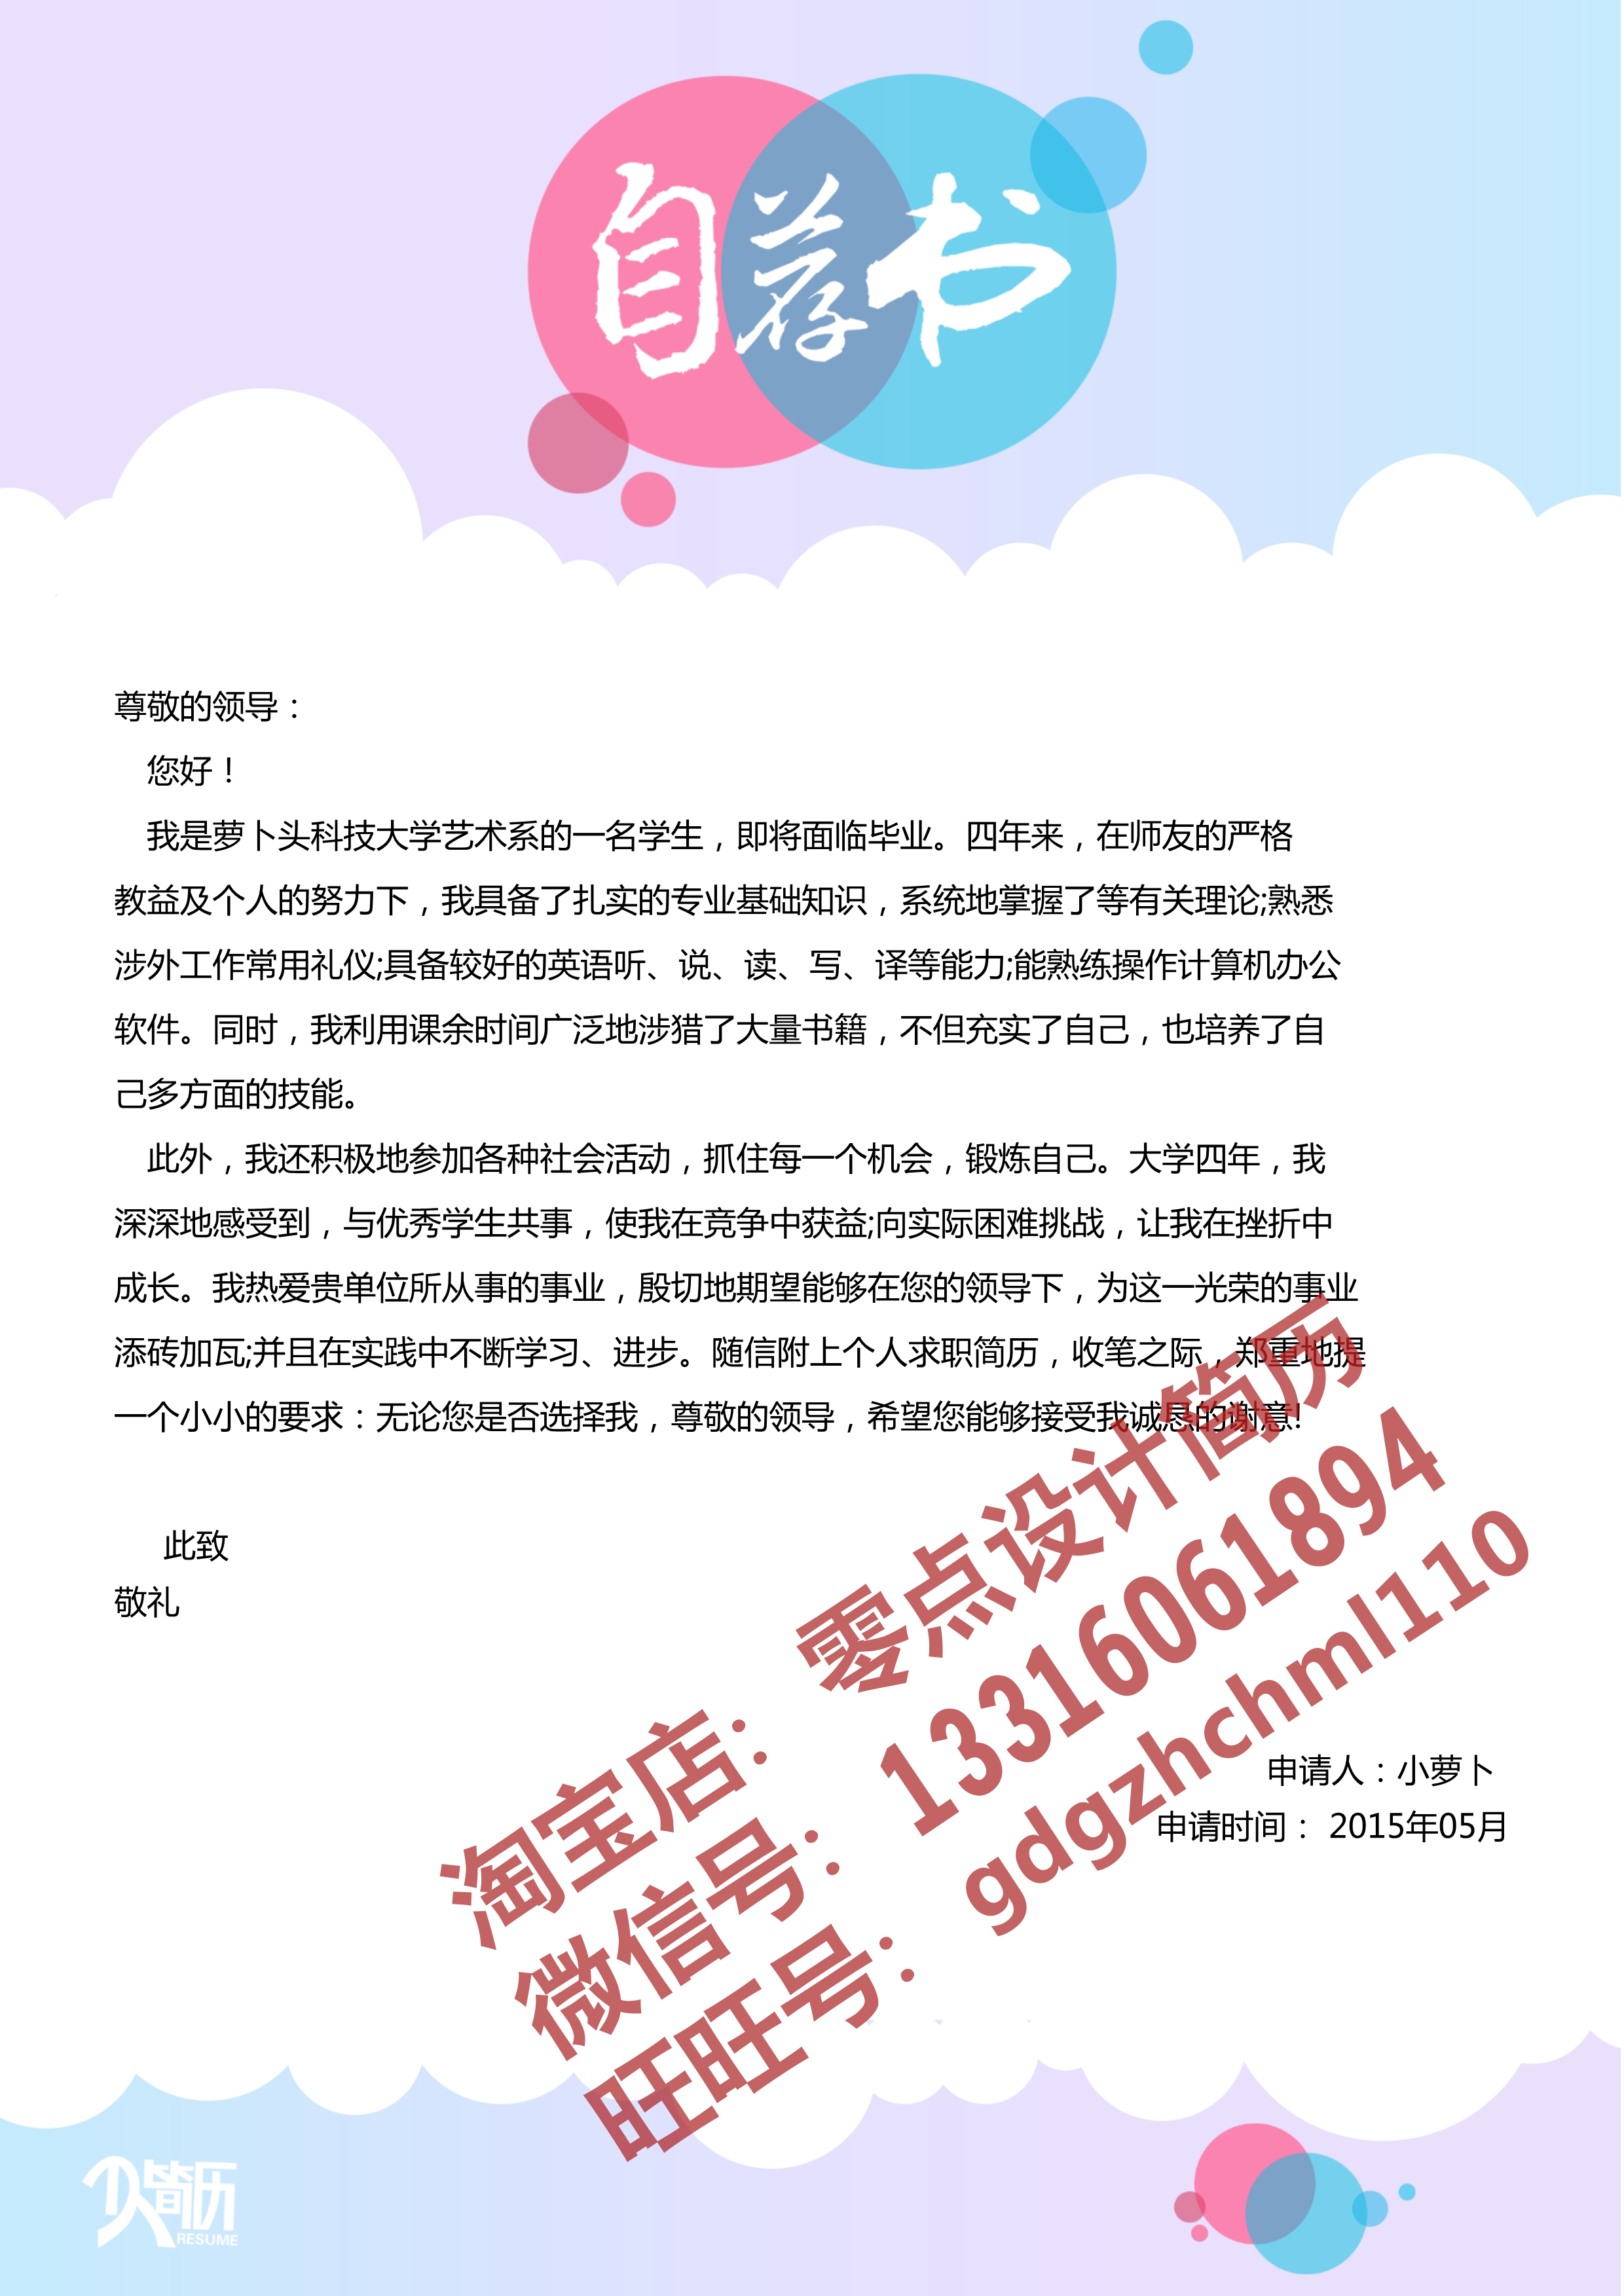 自荐书
尊敬的领导：
您好！
我是萝卜头科技大学艺术系的一名学生，即将面临毕业。四年来，在师友的严格
教益及个人的努力下，我具备了扎实的专业基础知识，系统地掌握了等有关理论;熟悉
涉外工作常用礼仪;具备较好的英语听、说、读、写、译等能力;能熟练操作计算机办公
软件。同时，我利用课余时间广泛地涉猎了大量书籍，不但充实了自己，也培养了自
己多方面的技能。
此外，我还积极地参加各种社会活动，抓住每一个机会，锻炼自己。大学四年，我
深深地感受到，与优秀学生共事，使我在竞争中获益;向实际困难挑战，让我在挫折中
成长。我热爱贵单位所从事的事业，殷切地期望能够在您的领导下，为这一光荣的事业
添砖加瓦;并且在实践中不断学习、进步。随信附上个人求职简历，收笔之际，郑重地提
一个小小的要求：无论您是否选择我，尊敬的领导，希望您能够接受我诚恳的谢意!
此致
敬礼
淘宝店：零点设计简历
微信号：13316061894
旺旺号：gdgzhchml110
申请人：小萝卜
申请时间： 2015年05月
简历
RESUME